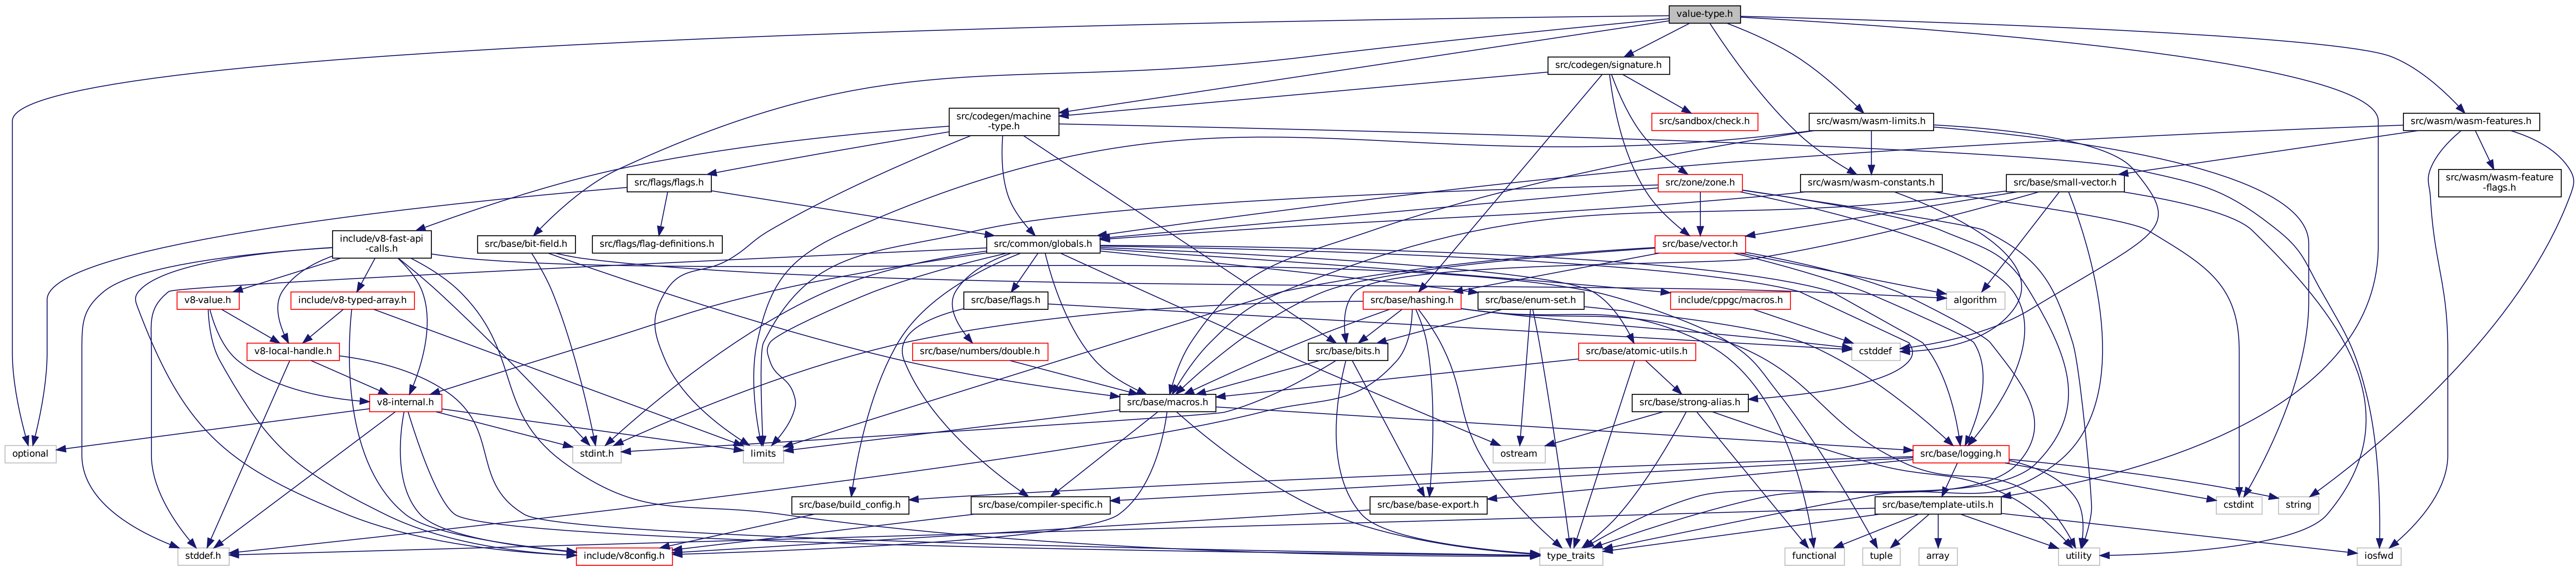 value-type.h
src/codegen/signature.h
src/codegen/machine
-type.h
src/sandbox/check.h
src/wasm/wasm-limits.h
src/wasm/wasm-features.h
src/flags/flags.h
src/zone/zone.h
src/wasm/wasm-constants.h
src/base/small-vector.h
src/wasm/wasm-feature
-flags.h
include/v8-fast-api
-calls.h
src/base/bit-field.h
src/flags/flag-definitions.h
src/common/globals.h
src/base/vector.h
v8-value.h
include/v8-typed-array.h
src/base/flags.h
src/base/hashing.h
src/base/enum-set.h
include/cppgc/macros.h
algorithm
v8-local-handle.h
src/base/numbers/double.h
src/base/bits.h
src/base/atomic-utils.h
cstddef
v8-internal.h
src/base/macros.h
src/base/strong-alias.h
optional
stdint.h
limits
ostream
src/base/logging.h
src/base/build_config.h
src/base/compiler-specific.h
src/base/base-export.h
src/base/template-utils.h
cstdint
string
stddef.h
include/v8config.h
type_traits
functional
tuple
array
utility
iosfwd